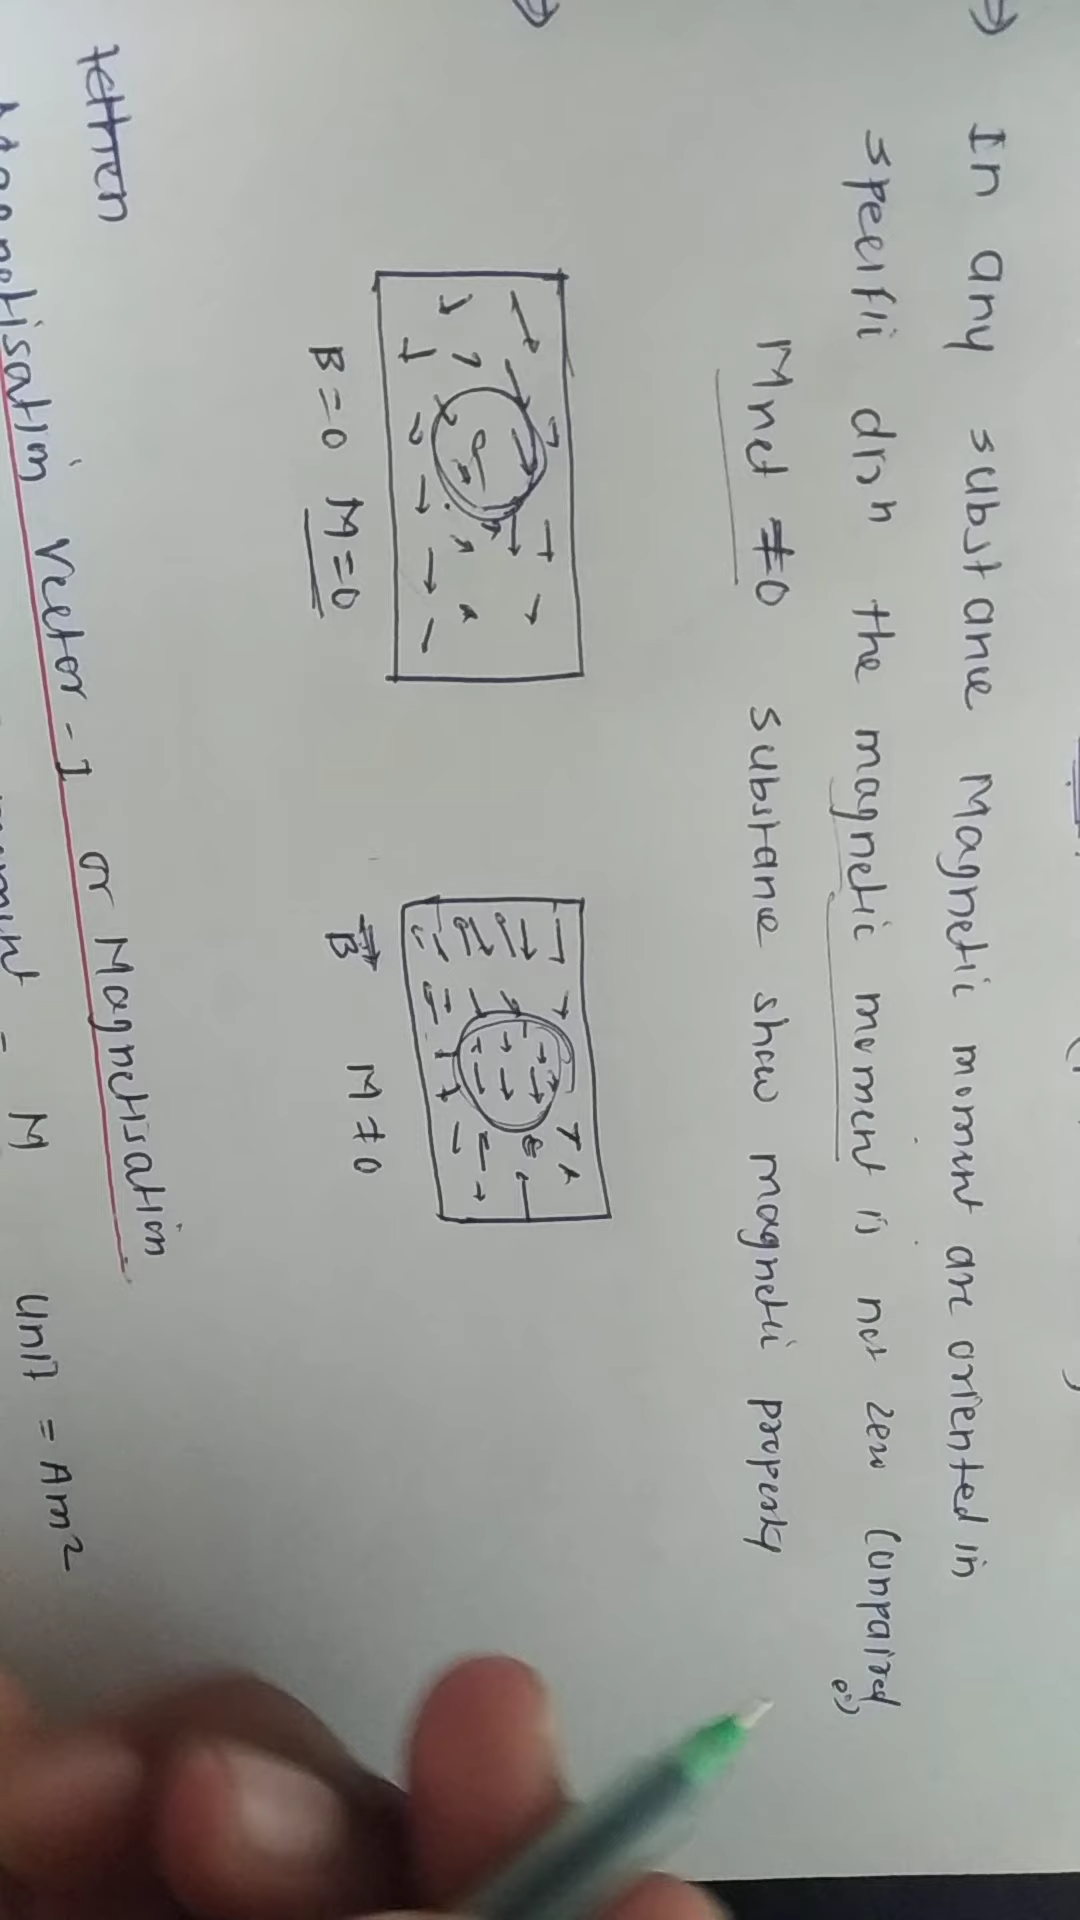 → In any substance Magnetic moment are oriented in
specific drn the magnetic moment is not zero (unpaired
e⁻)
Mnet ≠ 0 substance show magnetic property
B = 0 M = 0
B⃗ M ≠ 0
Magnetisation Vector - I or Magnetisation
= M Unit = Am²